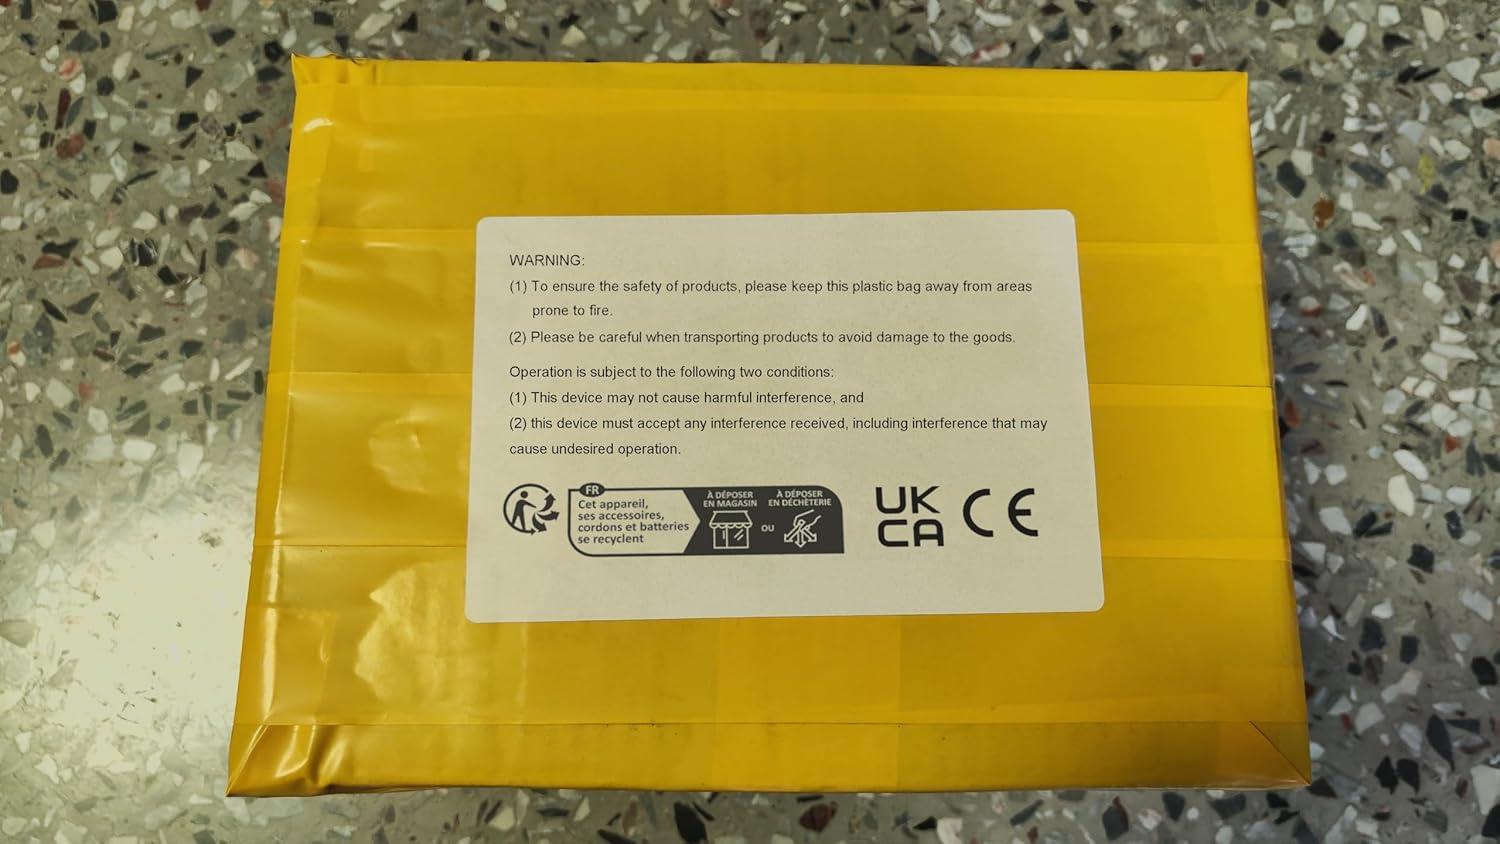 WARNING:
(1) To ensure the safety of products, please keep this plastic bag away from areas
prone to fire.
(2) Please be careful when transporting products to avoid damage to the goods.
Operation is subject to the following two conditions:
(1) This device may not cause harmful interference, and
(2) this device must accept any interference received, including interference that may
cause undesired operation.
FR
Cet appareil,
ses accessoires,
cordons et batteries
se recyclent
À DÉPOSER
EN MAGASIN
OU
À DÉPOSER
EN DÉCHÈTERIE
UK
CA
CE